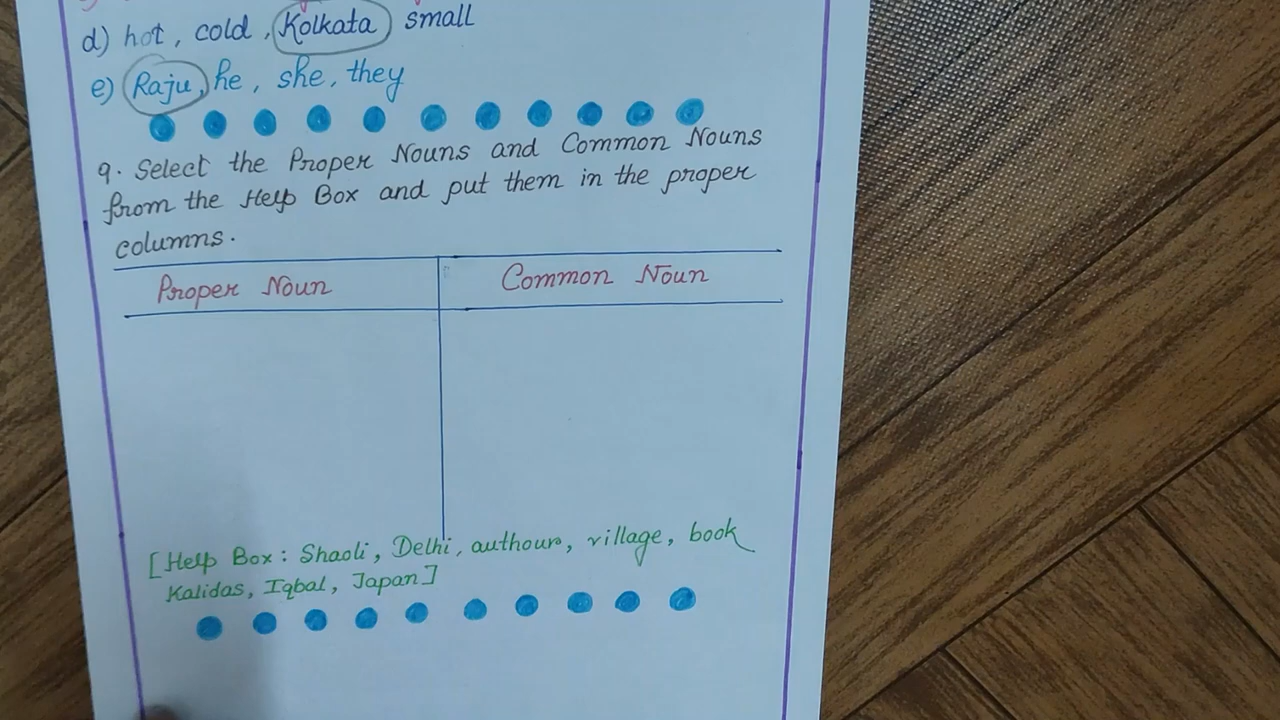 d) hot, cold, Kolkata small
e) Raju, he, she, they
9. Select the Proper Nouns and Common Nouns
from the Help Box and put them in the proper
columns.
Proper Noun Common Noun
[Help Box: Shaoli, Delhi, authour, village, book
Kalidas, Iqbal, Japan]